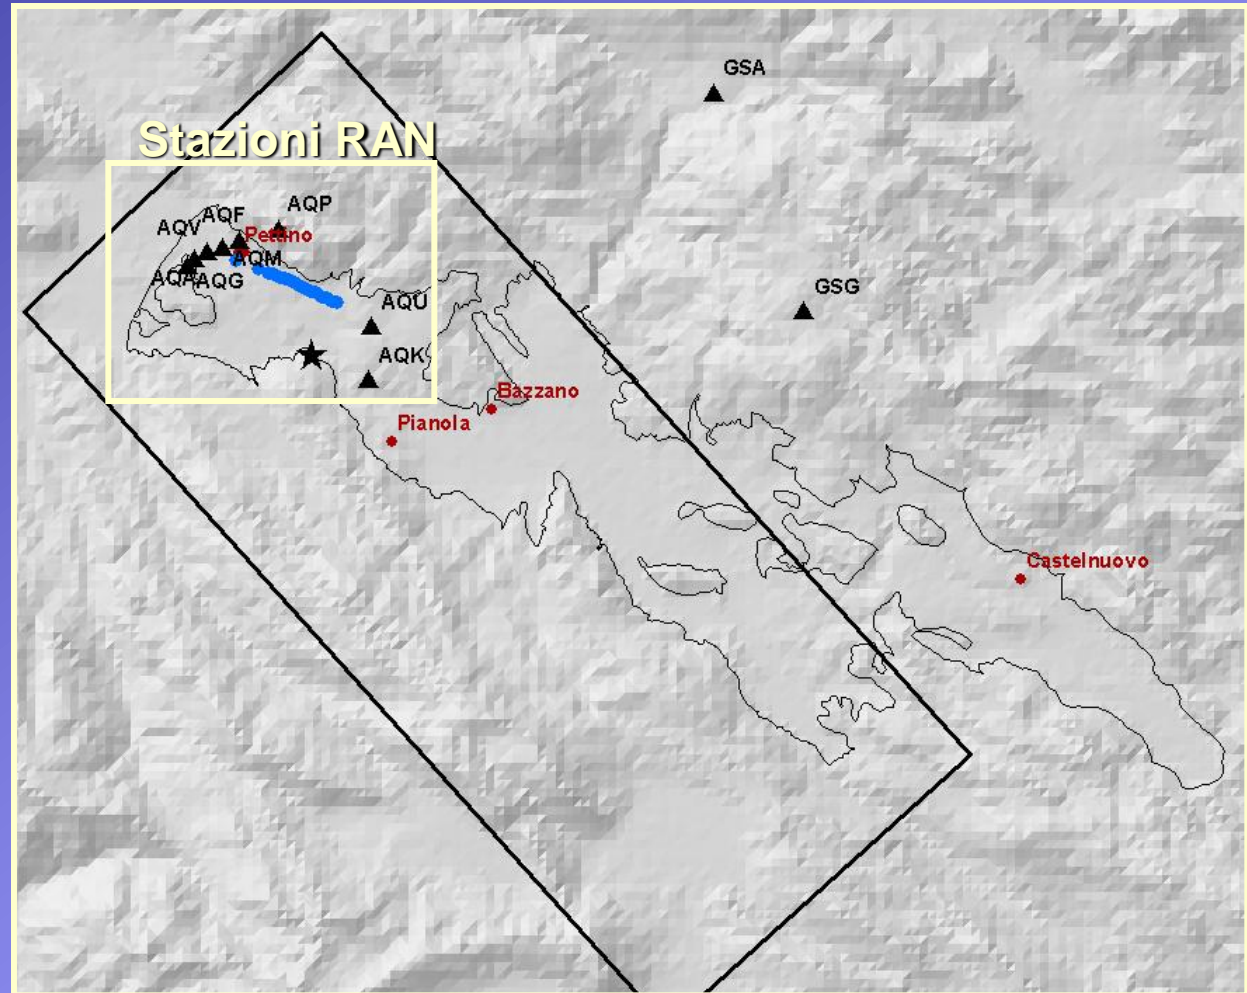 GSA
Stazioni RAN
AQP
AQF
AQV
Pettino
AQM
AQA
AQG
GSG
AQU
AQK
Bazzano
Pianola
Castelnuovo